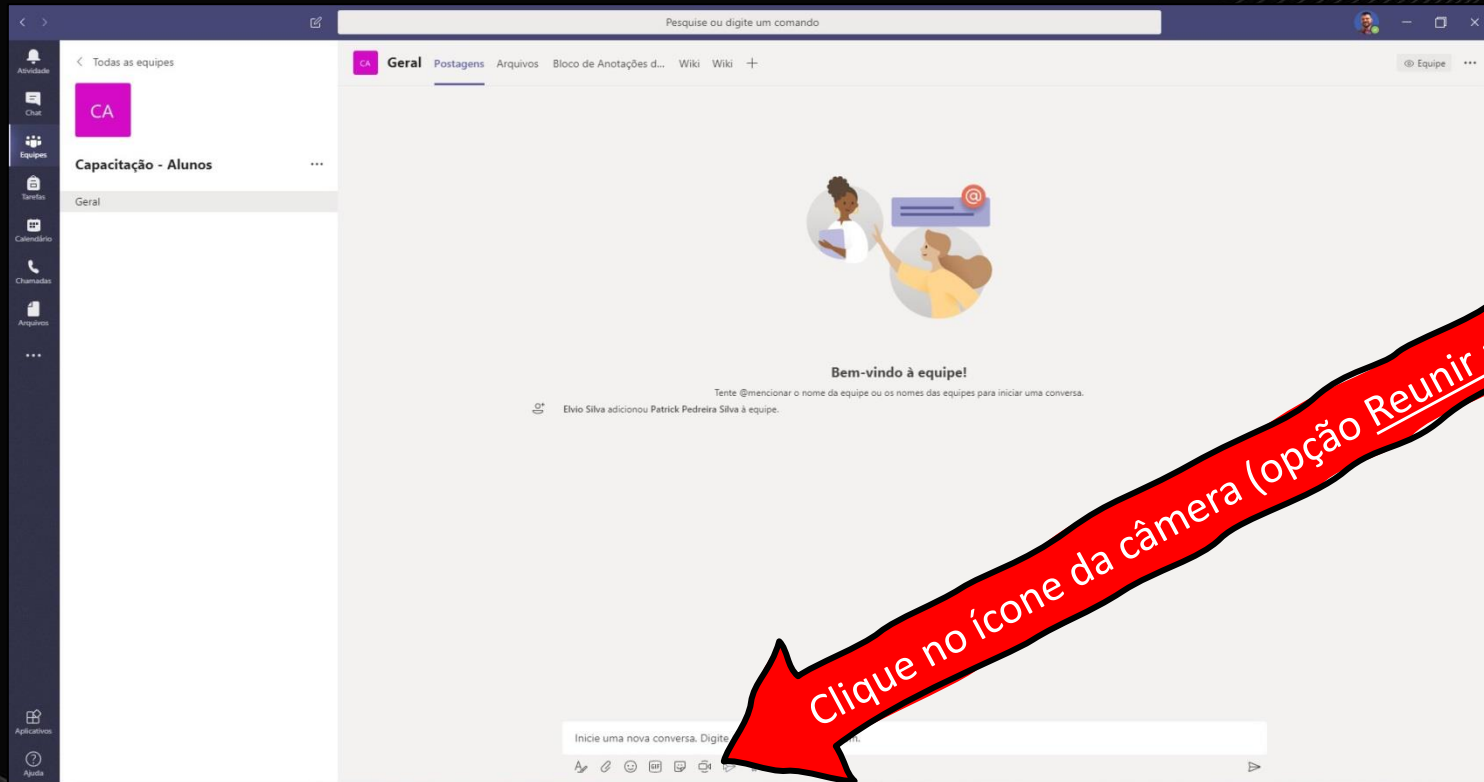 Pesquise ou digite um comando
Atividade
Chat
Equipes
Tarefas
Calendário
Chamadas
Arquivos
Aplicativos
Ajuda
Todas as equipes
CA
Capacitação - Alunos
Geral
CA Geral Postagens Arquivos Bloco de Anotações d... Wiki Wiki +
Equipe
@
Bem-vindo à equipe!
Tente @mencionar o nome da equipe ou os nomes das equipes para iniciar uma conversa.
Elvio Silva adicionou Patrick Pedreira Silva à equipe.
Clique no ícone da câmera (opção Reunir
Inicie uma nova conversa. Digite
GIF